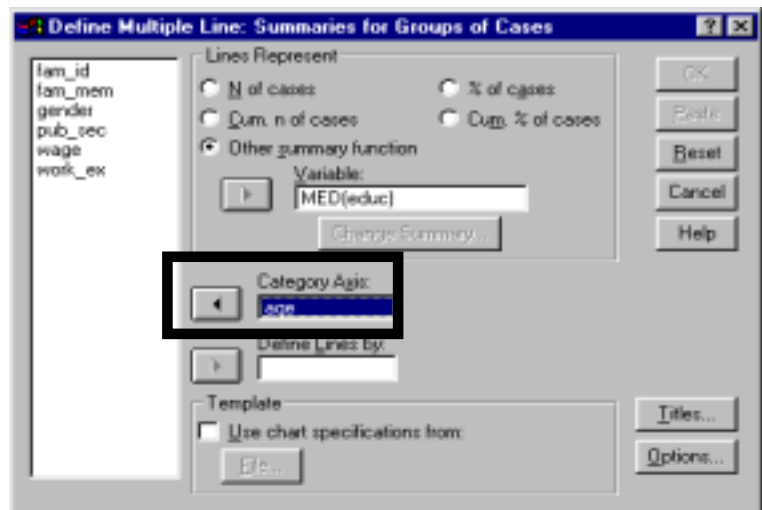 Define Multiple Line: Summaries for Groups of Cases
fam_id
fam_mem
gender
pub_sec
wage
work_ex
Lines Represent
N of cases
% of cases
Cum. n of cases
Cum. % of cases
Other summary function
Variable:
MED(educ)
Change Summary...
Category Axis:
age
Define Lines by:
Template
Use chart specifications from:
File...
OK
Paste
Reset
Cancel
Help
Titles...
Options...